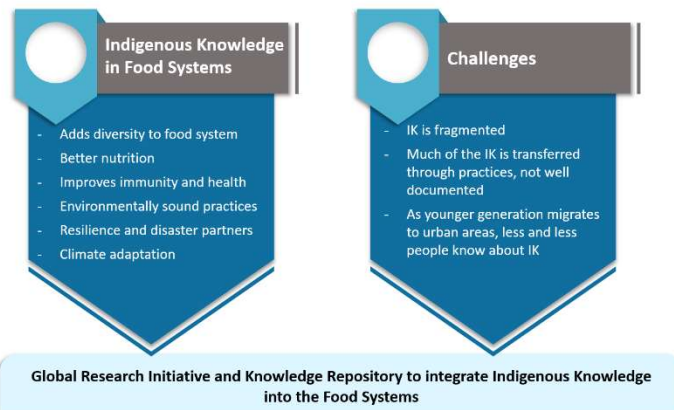 Indigenous Knowledge
in Food Systems
- Adds diversity to food system
- Better nutrition
- Improves immunity and health
- Environmentally sound practices
- Resilience and disaster partners
- Climate adaptation
Challenges
- IK is fragmented
- Much of the IK is transferred
through practices, not well
documented
- As younger generation migrates
to urban areas, less and less
people know about IK
Global Research Initiative and Knowledge Repository to integrate Indigenous Knowledge
into the Food Systems